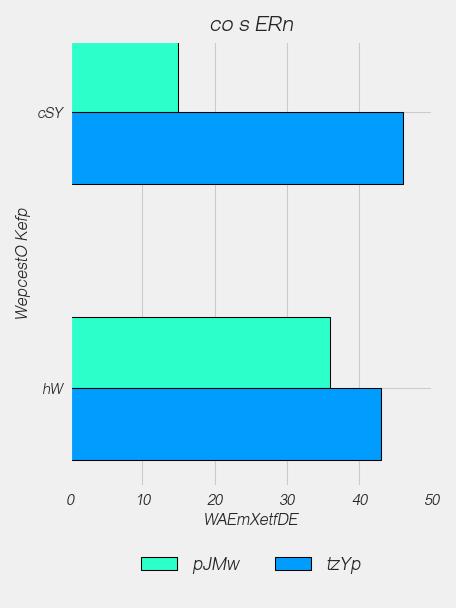 co s ERn
cSY
WepcestO Kefp
hW
0 10 20 30 40 50
WAEmXetfDE
pJMw tzYp